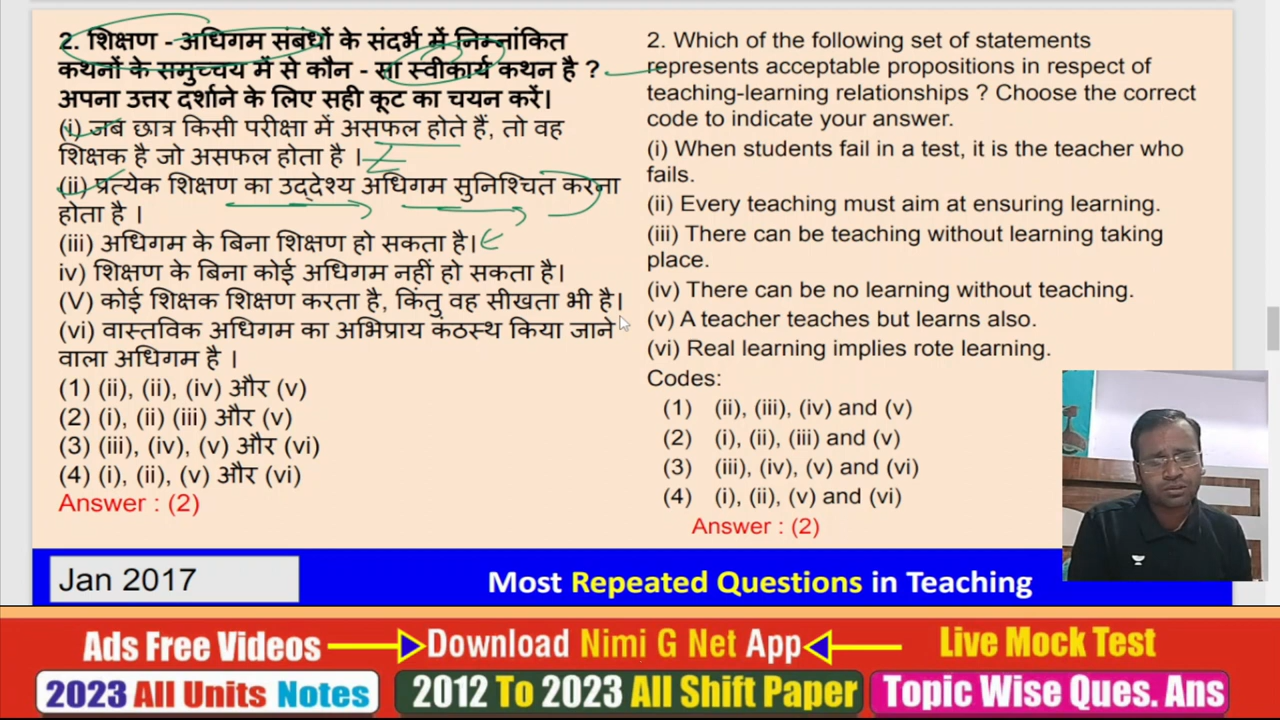 2. शिक्षण - अधिगम संबंधों के संदर्भ में निम्नांकित
कथनों के समुच्चय में से कौन - सा स्वीकार्य कथन है ?
अपना उत्तर दर्शाने के लिए सही कूट का चयन करें।
(i) जब छात्र किसी परीक्षा में असफल होते हैं, तो वह
शिक्षक है जो असफल होता है ।
(ii) प्रत्येक शिक्षण का उद्देश्य अधिगम सुनिश्चित करना
होता है ।
(iii) अधिगम के बिना शिक्षण हो सकता है।
iv) शिक्षण के बिना कोई अधिगम नहीं हो सकता है।
(V) कोई शिक्षक शिक्षण करता है, किंतु वह सीखता भी है।
(vi) वास्तविक अधिगम का अभिप्राय कंठस्थ किया जाने
वाला अधिगम है ।
(1) (ii), (ii), (iv) और (v)
(2) (i), (ii) (iii) और (v)
(3) (iii), (iv), (v) और (vi)
(4) (i), (ii), (v) और (vi)
Answer : (2)
2. Which of the following set of statements
represents acceptable propositions in respect of
teaching-learning relationships ? Choose the correct
code to indicate your answer.
(i) When students fail in a test, it is the teacher who
fails.
(ii) Every teaching must aim at ensuring learning.
(iii) There can be teaching without learning taking
place.
(iv) There can be no learning without teaching.
(v) A teacher teaches but learns also.
(vi) Real learning implies rote learning.
Codes:
(1) (ii), (iii), (iv) and (v)
(2) (i), (ii), (iii) and (v)
(3) (iii), (iv), (v) and (vi)
(4) (i), (ii), (v) and (vi)
Answer : (2)
Jan 2017
Most Repeated Questions in Teaching
Ads Free Videos Download Nimi G Net App Live Mock Test
2023 All Units Notes 2012 To 2023 All Shift Paper Topic Wise Ques. Ans